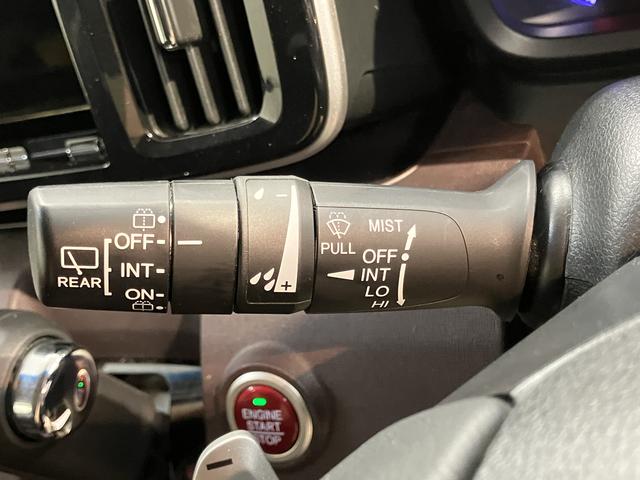 OFF
INT
ON
REAR
-
+
PULL
MIST
OFF
INT
LO
HI
ENGINE
START
STOP